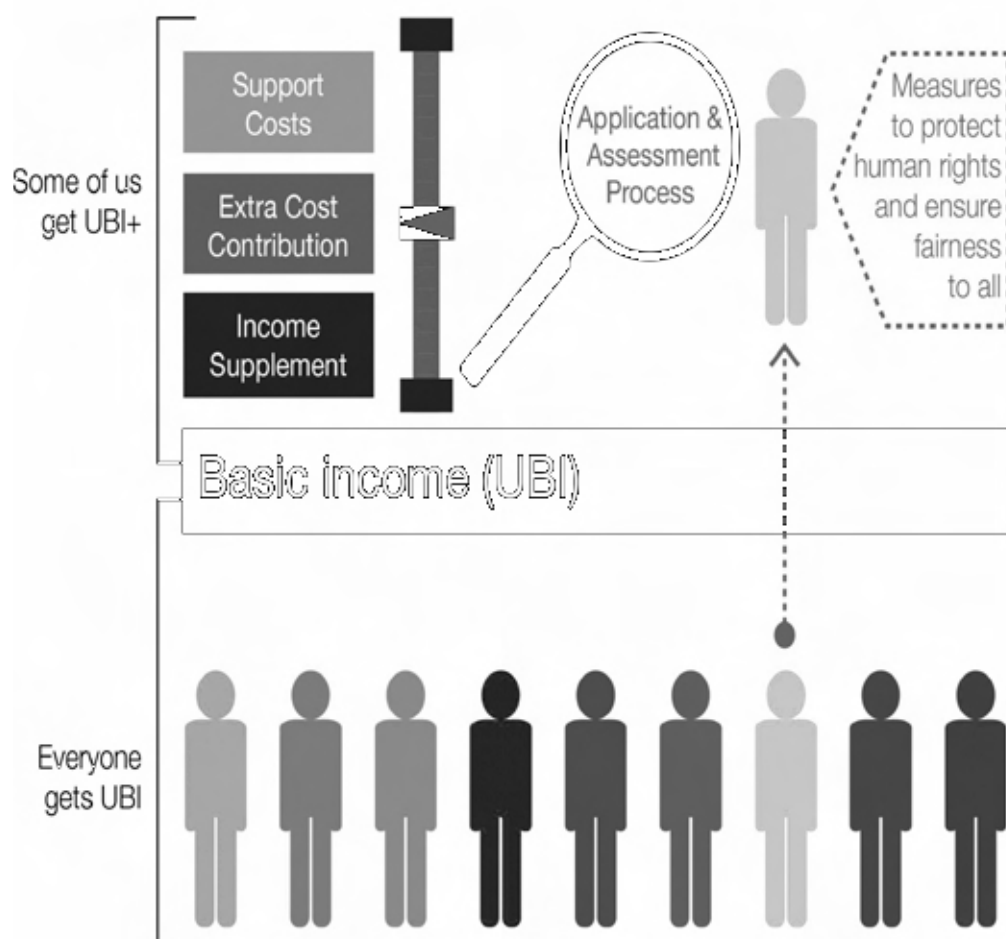 Support
Costs
Some of us
get UBI+
Extra Cost
Contribution
Income
Supplement
Application &
Assessment
Process
Measures
to protect
human rights
and ensure
fairness
to all
Basic income (UBI)
Everyone
gets UBI